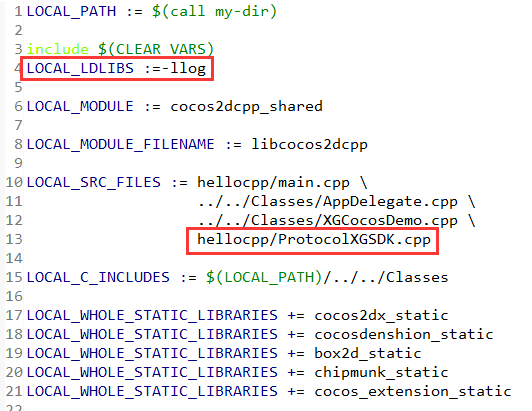 1 LOCAL_PATH := $(call my-dir)
2
3 include $(CLEAR_VARS)
4 LOCAL_LDLIBS :=-llog
5
6 LOCAL_MODULE := cocos2dcpp_shared
7
8 LOCAL_MODULE_FILENAME := libcocos2dcpp
9
10 LOCAL_SRC_FILES := hellocpp/main.cpp \
11 ../../Classes/AppDelegate.cpp \
12 ../../Classes/XGCocosDemo.cpp \
13 hellocpp/ProtocolXGSDK.cpp
14
15 LOCAL_C_INCLUDES := $(LOCAL_PATH)/../../Classes
16
17 LOCAL_WHOLE_STATIC_LIBRARIES += cocos2dx_static
18 LOCAL_WHOLE_STATIC_LIBRARIES += cocosdenshion_static
19 LOCAL_WHOLE_STATIC_LIBRARIES += box2d_static
20 LOCAL_WHOLE_STATIC_LIBRARIES += chipmunk_static
21 LOCAL_WHOLE_STATIC_LIBRARIES += cocos_extension_static